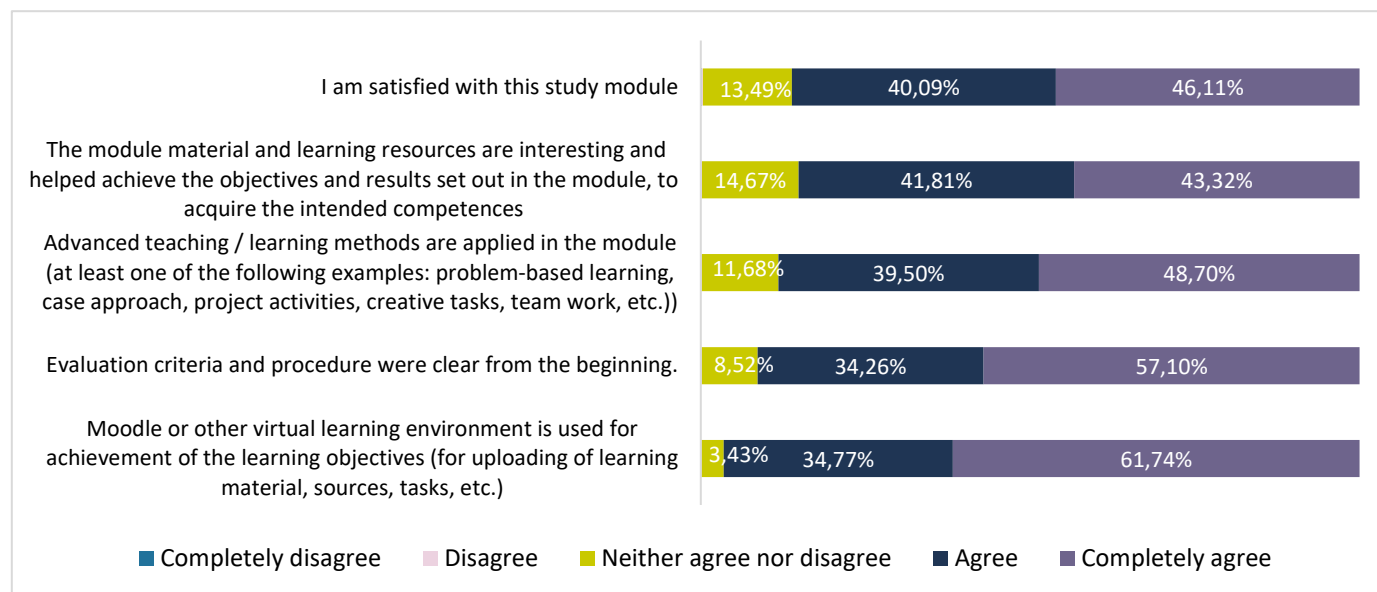 I am satisfied with this study module
13,49% 40,09% 46,11%
The module material and learning resources are interesting and
helped achieve the objectives and results set out in the module, to
acquire the intended competences
14,67% 41,81% 43,32%
Advanced teaching / learning methods are applied in the module
(at least one of the following examples: problem-based learning,
case approach, project activities, creative tasks, team work, etc.))
11,68% 39,50% 48,70%
Evaluation criteria and procedure were clear from the beginning.
8,52% 34,26% 57,10%
Moodle or other virtual learning environment is used for
achievement of the learning objectives (for uploading of learning
material, sources, tasks, etc.)
3,43% 34,77% 61,74%
Completely disagree Disagree Neither agree nor disagree Agree Completely agree